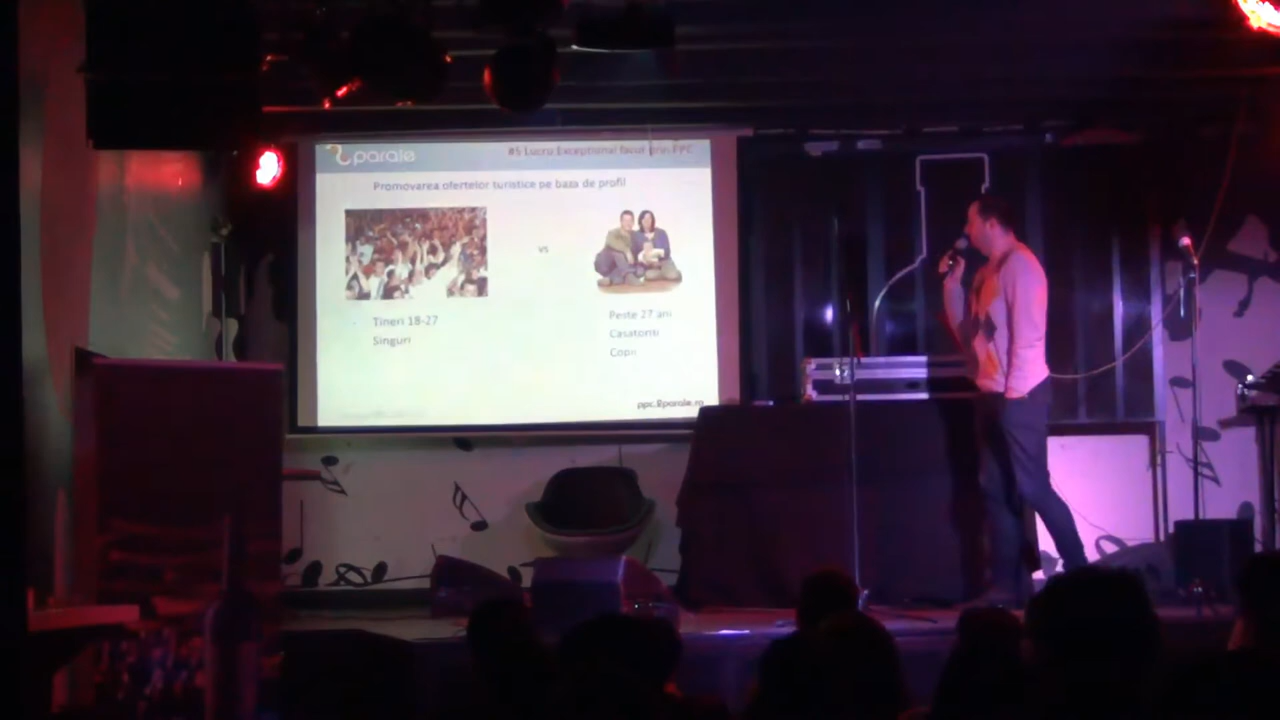 2parale
#5 Lucru Exceptional facut prin PPC
Promovarea ofertelor turistice pe baza de profil
vs
Tineri 18-27
Singuri
Peste 27 ani
Casatoriti
Copii
ppc.2parale.ro